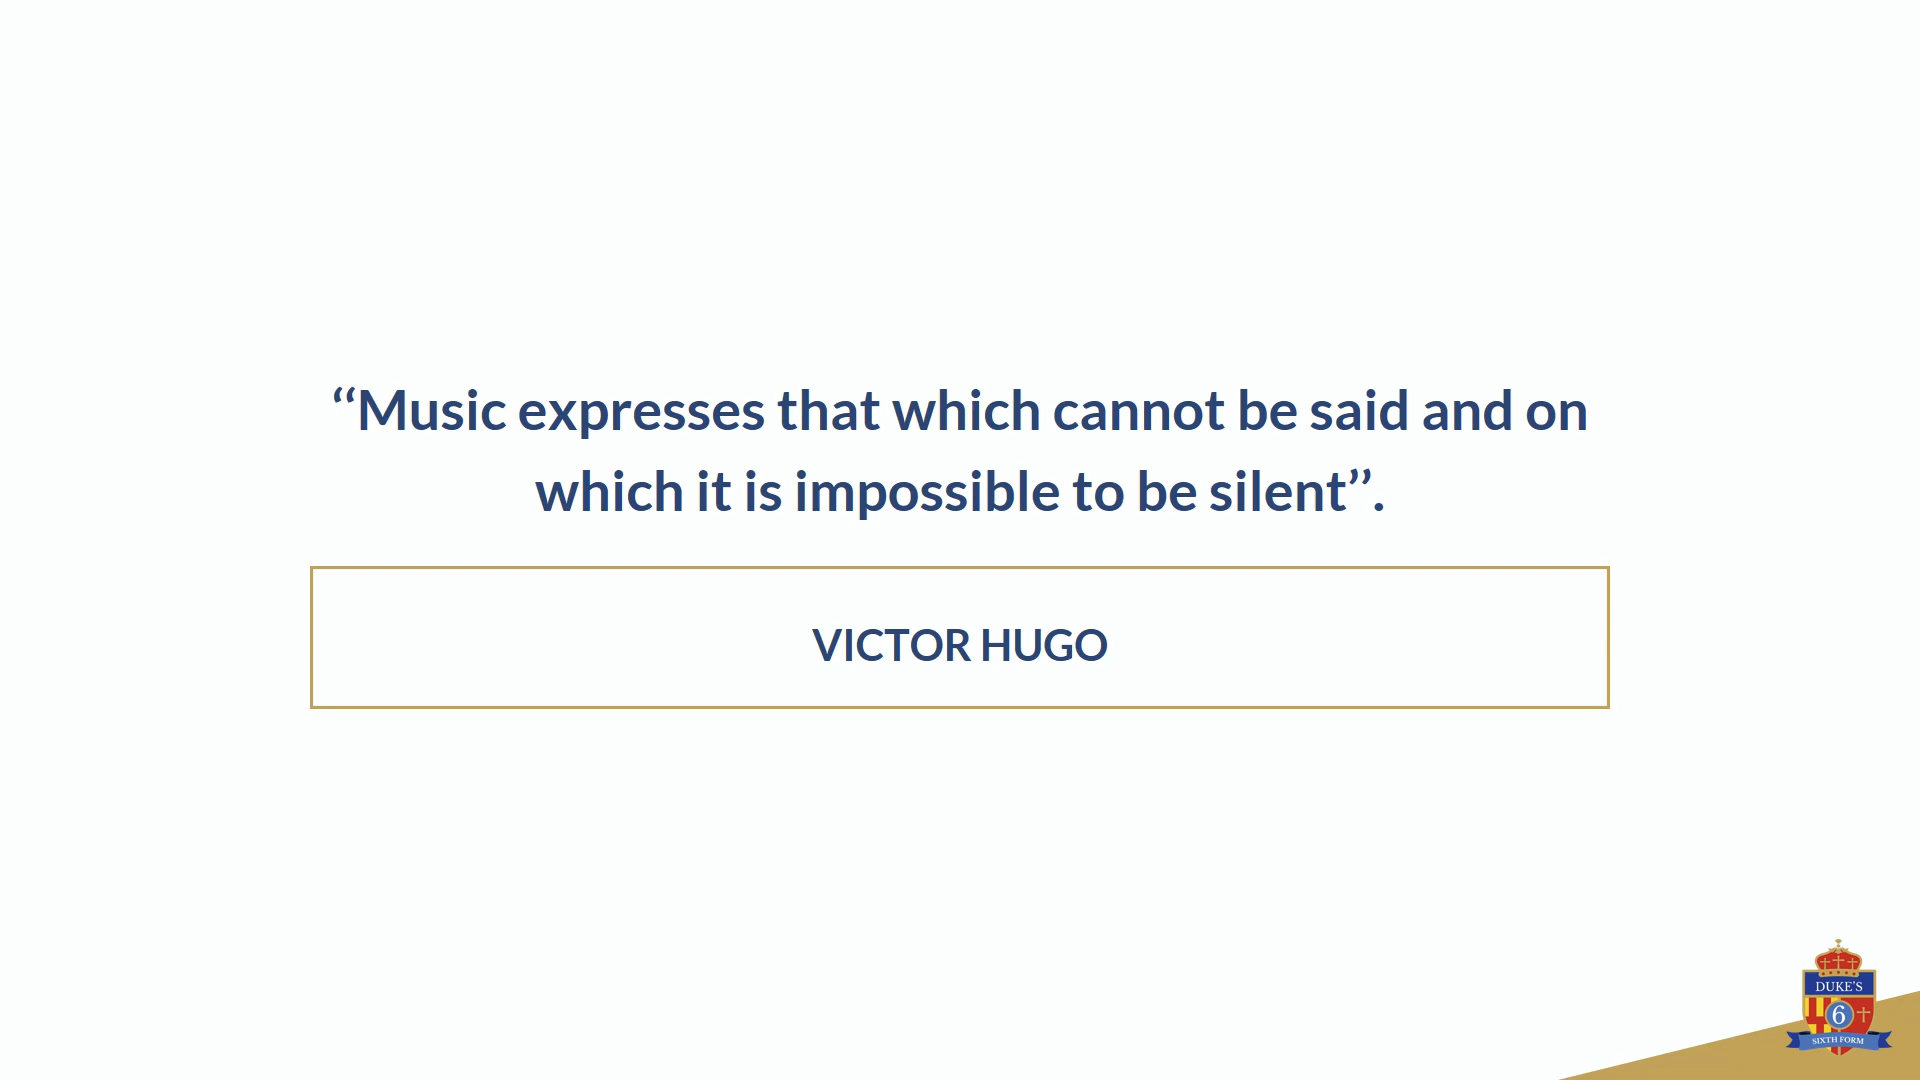 ‘‘Music expresses that which cannot be said and on
which it is impossible to be silent’’.
VICTOR HUGO
DUKE'S
6
SIXTH FORM